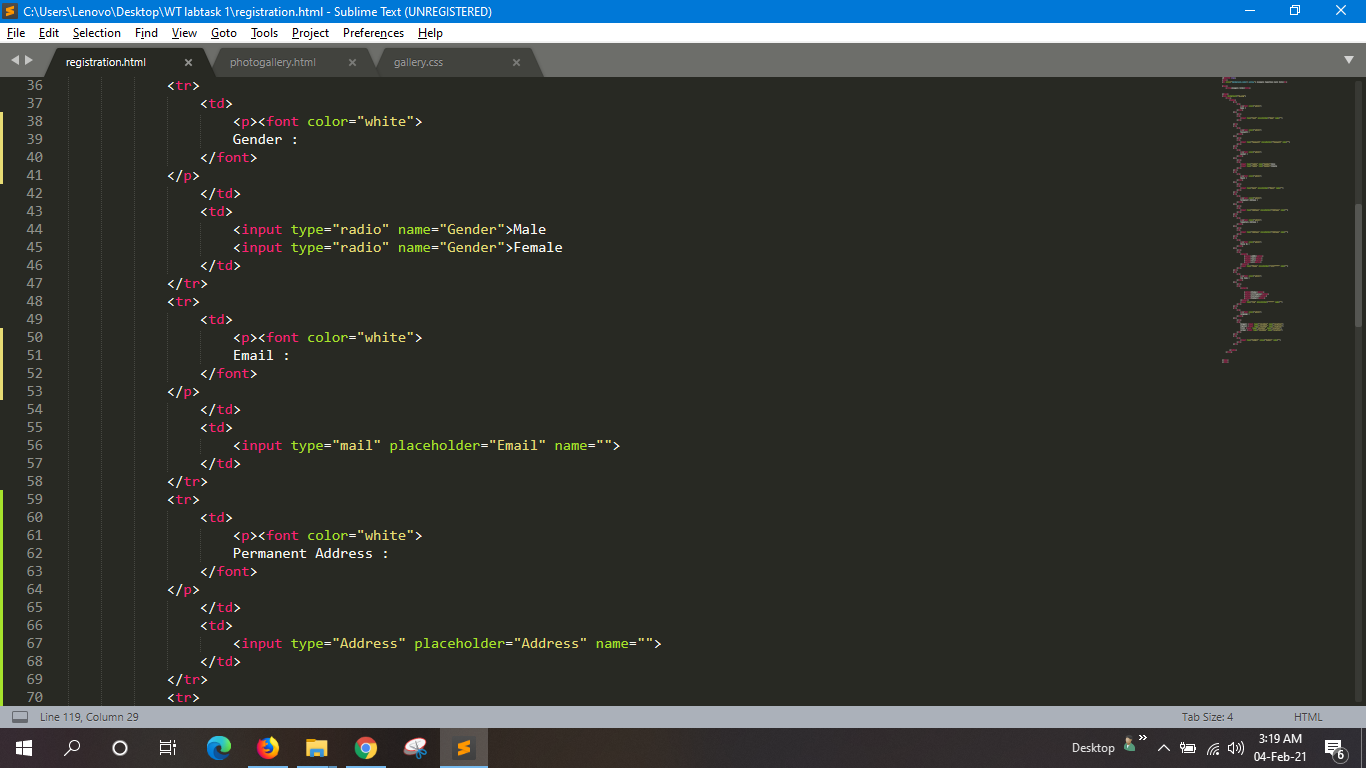 C:\Users\Lenovo\Desktop\WT labtask 1\registration.html - Sublime Text (UNREGISTERED)
File Edit Selection Find View Goto Tools Project Preferences Help
registration.html × photogallery.html × gallery.css ×
36 <tr>
37 <td>
38 <p><font color="white">
39 Gender :
40 </font>
41 </p>
42 </td>
43 <td>
44 <input type="radio" name="Gender">Male
45 <input type="radio" name="Gender">Female
46 </td>
47 </tr>
48 <tr>
49 <td>
50 <p><font color="white">
51 Email :
52 </font>
53 </p>
54 </td>
55 <td>
56 <input type="mail" placeholder="Email" name="">
57 </td>
58 </tr>
59 <tr>
60 <td>
61 <p><font color="white">
62 Permanent Address :
63 </font>
64 </p>
65 </td>
66 <td>
67 <input type="Address" placeholder="Address" name="">
68 </td>
69 </tr>
70 <tr>
Line 119, Column 29 Tab Size: 4 HTML
Desktop » 3:19 AM
04-Feb-21 6